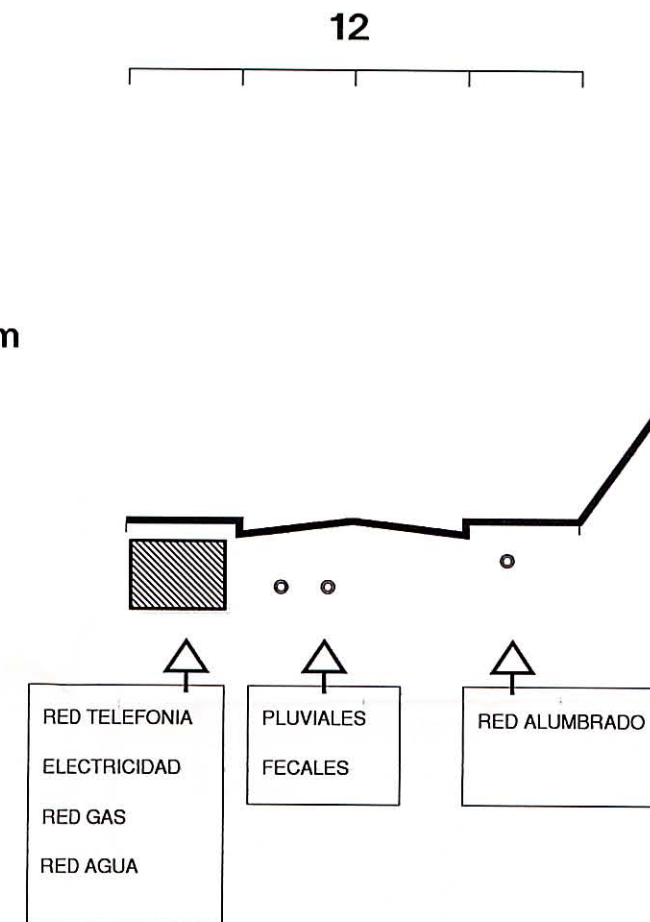 12
m
RED TELEFONIA
ELECTRICIDAD
RED GAS
RED AGUA
PLUVIALES
FECALES
RED ALUMBRADO